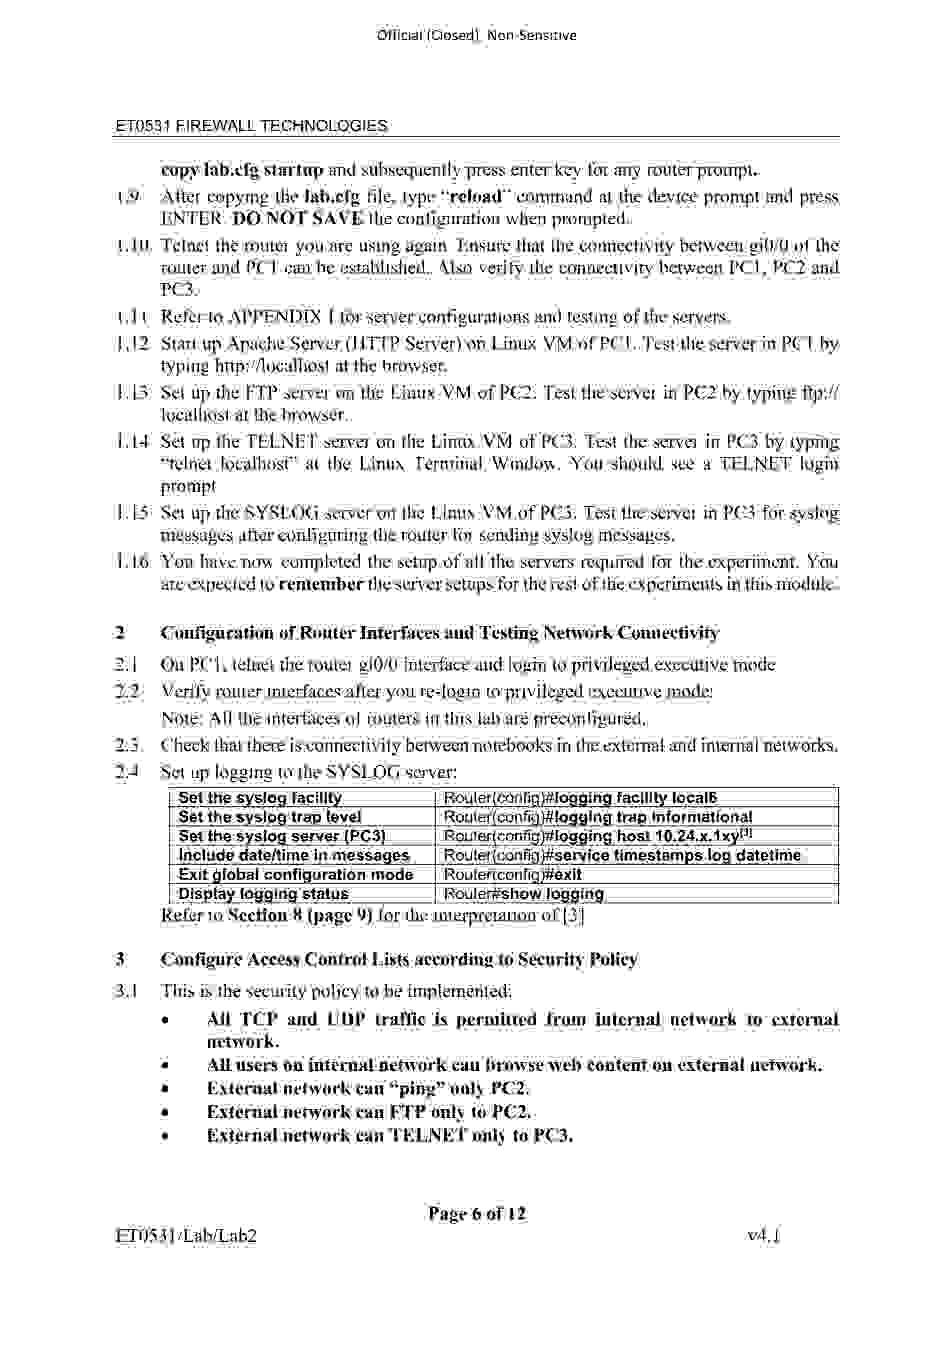 Official (Closed), Non-Sensitive
ET0531 FIREWALL TECHNOLOGIES
copy lab.cfg startup and subsequently press enter key for any router prompt.
1.9 After copying the lab.cfg file, type “reload” command at the device prompt and press
ENTER. DO NOT SAVE the configuration when prompted.
1.10 Telnet the router you are using again. Ensure that the connectivity between gi0/0 of the
router and PC1 can be established. Also verify the connectivity between PC1, PC2 and
PC3.
1.11 Refer to APPENDIX 1 for server configurations and testing of the servers.
1.12 Start up Apache Server (HTTP Server) on Linux VM of PC1. Test the server in PC1 by
typing http://localhost at the browser.
1.13 Set up the FTP server on the Linux VM of PC2. Test the server in PC2 by typing ftp://
localhost at the browser.
1.14 Set up the TELNET server on the Linux VM of PC3. Test the server in PC3 by typing
“telnet localhost” at the Linux Terminal Window. You should see a TELNET login
prompt
1.15 Set up the SYSLOG server on the Linux VM of PC3. Test the server in PC3 for syslog
messages after configuring the router for sending syslog messages.
1.16 You have now completed the setup of all the servers required for the experiment. You
are expected to remember the server setups for the rest of the experiments in this module.
2 Configuration of Router Interfaces and Testing Network Connectivity
2.1 On PC1, telnet the router gi0/0 interface and login to privileged executive mode
2.2 Verify router interfaces after you re-login to privileged executive mode:
Note: All the interfaces of routers in this lab are preconfigured.
2.3. Check that there is connectivity between notebooks in the external and internal networks.
2.4 Set up logging to the SYSLOG server:
Set the syslog facility Router(config)#logging facility local6
Set the syslog trap level Router(config)#logging trap informational
Set the syslog server (PC3) Router(config)#logging host 10.24.x.1xy[3]
Include date/time in messages Router(config)#service timestamps log datetime
Exit global configuration mode Router(config)#exit
Display logging status Router#show logging
Refer to Section 8 (page 9) for the interpretation of [3]
3 Configure Access Control Lists according to Security Policy
3.1 This is the security policy to be implemented:
• All TCP and UDP traffic is permitted from internal network to external
network.
• All users on internal network can browse web content on external network.
• External network can “ping” only PC2.
• External network can FTP only to PC2.
• External network can TELNET only to PC3.
Page 6 of 12
ET0531/Lab/Lab2 v4.1